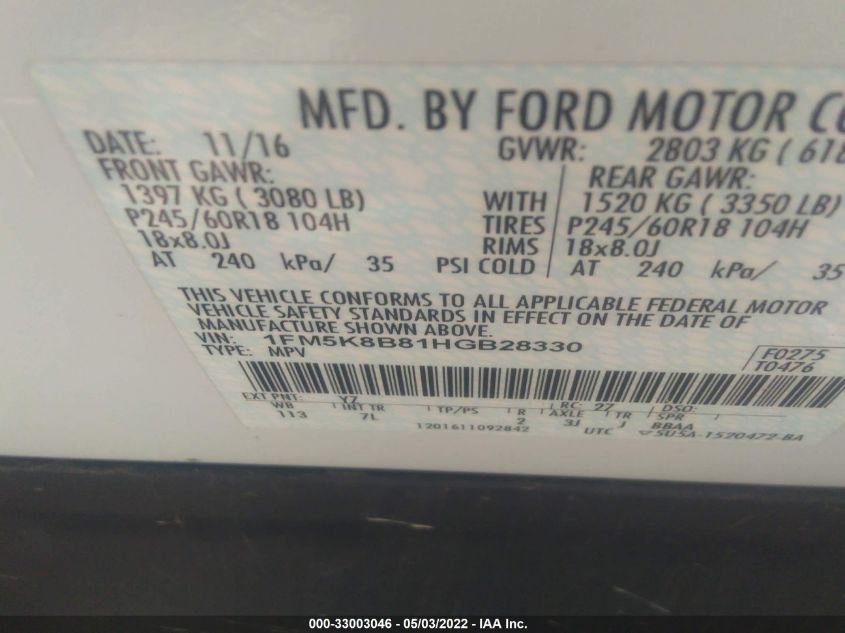 MFD. BY FORD MOTOR
DATE: 11/16 GVWR: 2803 KG (
FRONT GAWR: REAR GAWR:
1397 KG ( 3080 LB) WITH 1520 KG ( 3350 LB)
P245/60R18 104H TIRES P245/60R18 104H
18x8.0J RIMS 18x8.0J
AT 240 kPa/ 35 PSI COLD AT 240 kPa/ 35
THIS VEHICLE CONFORMS TO ALL APPLICABLE FEDERAL MOTOR
VEHICLE SAFETY STANDARDS IN EFFECT ON THE DATE OF
MANUFACTURE SHOWN ABOVE
VIN: 1FM5K8B81HGB28330
TYPE: MPV
F0275
T0476
EXT PNT: YZ RC: 27 DSO:
WB INT TR TP/PS R AXLE TR SPR
113 7L 2 3J J BBAA
1201611092842 UTC 5U5A-1520472-BA
000-33003046 - 05/03/2022 - IAA Inc.